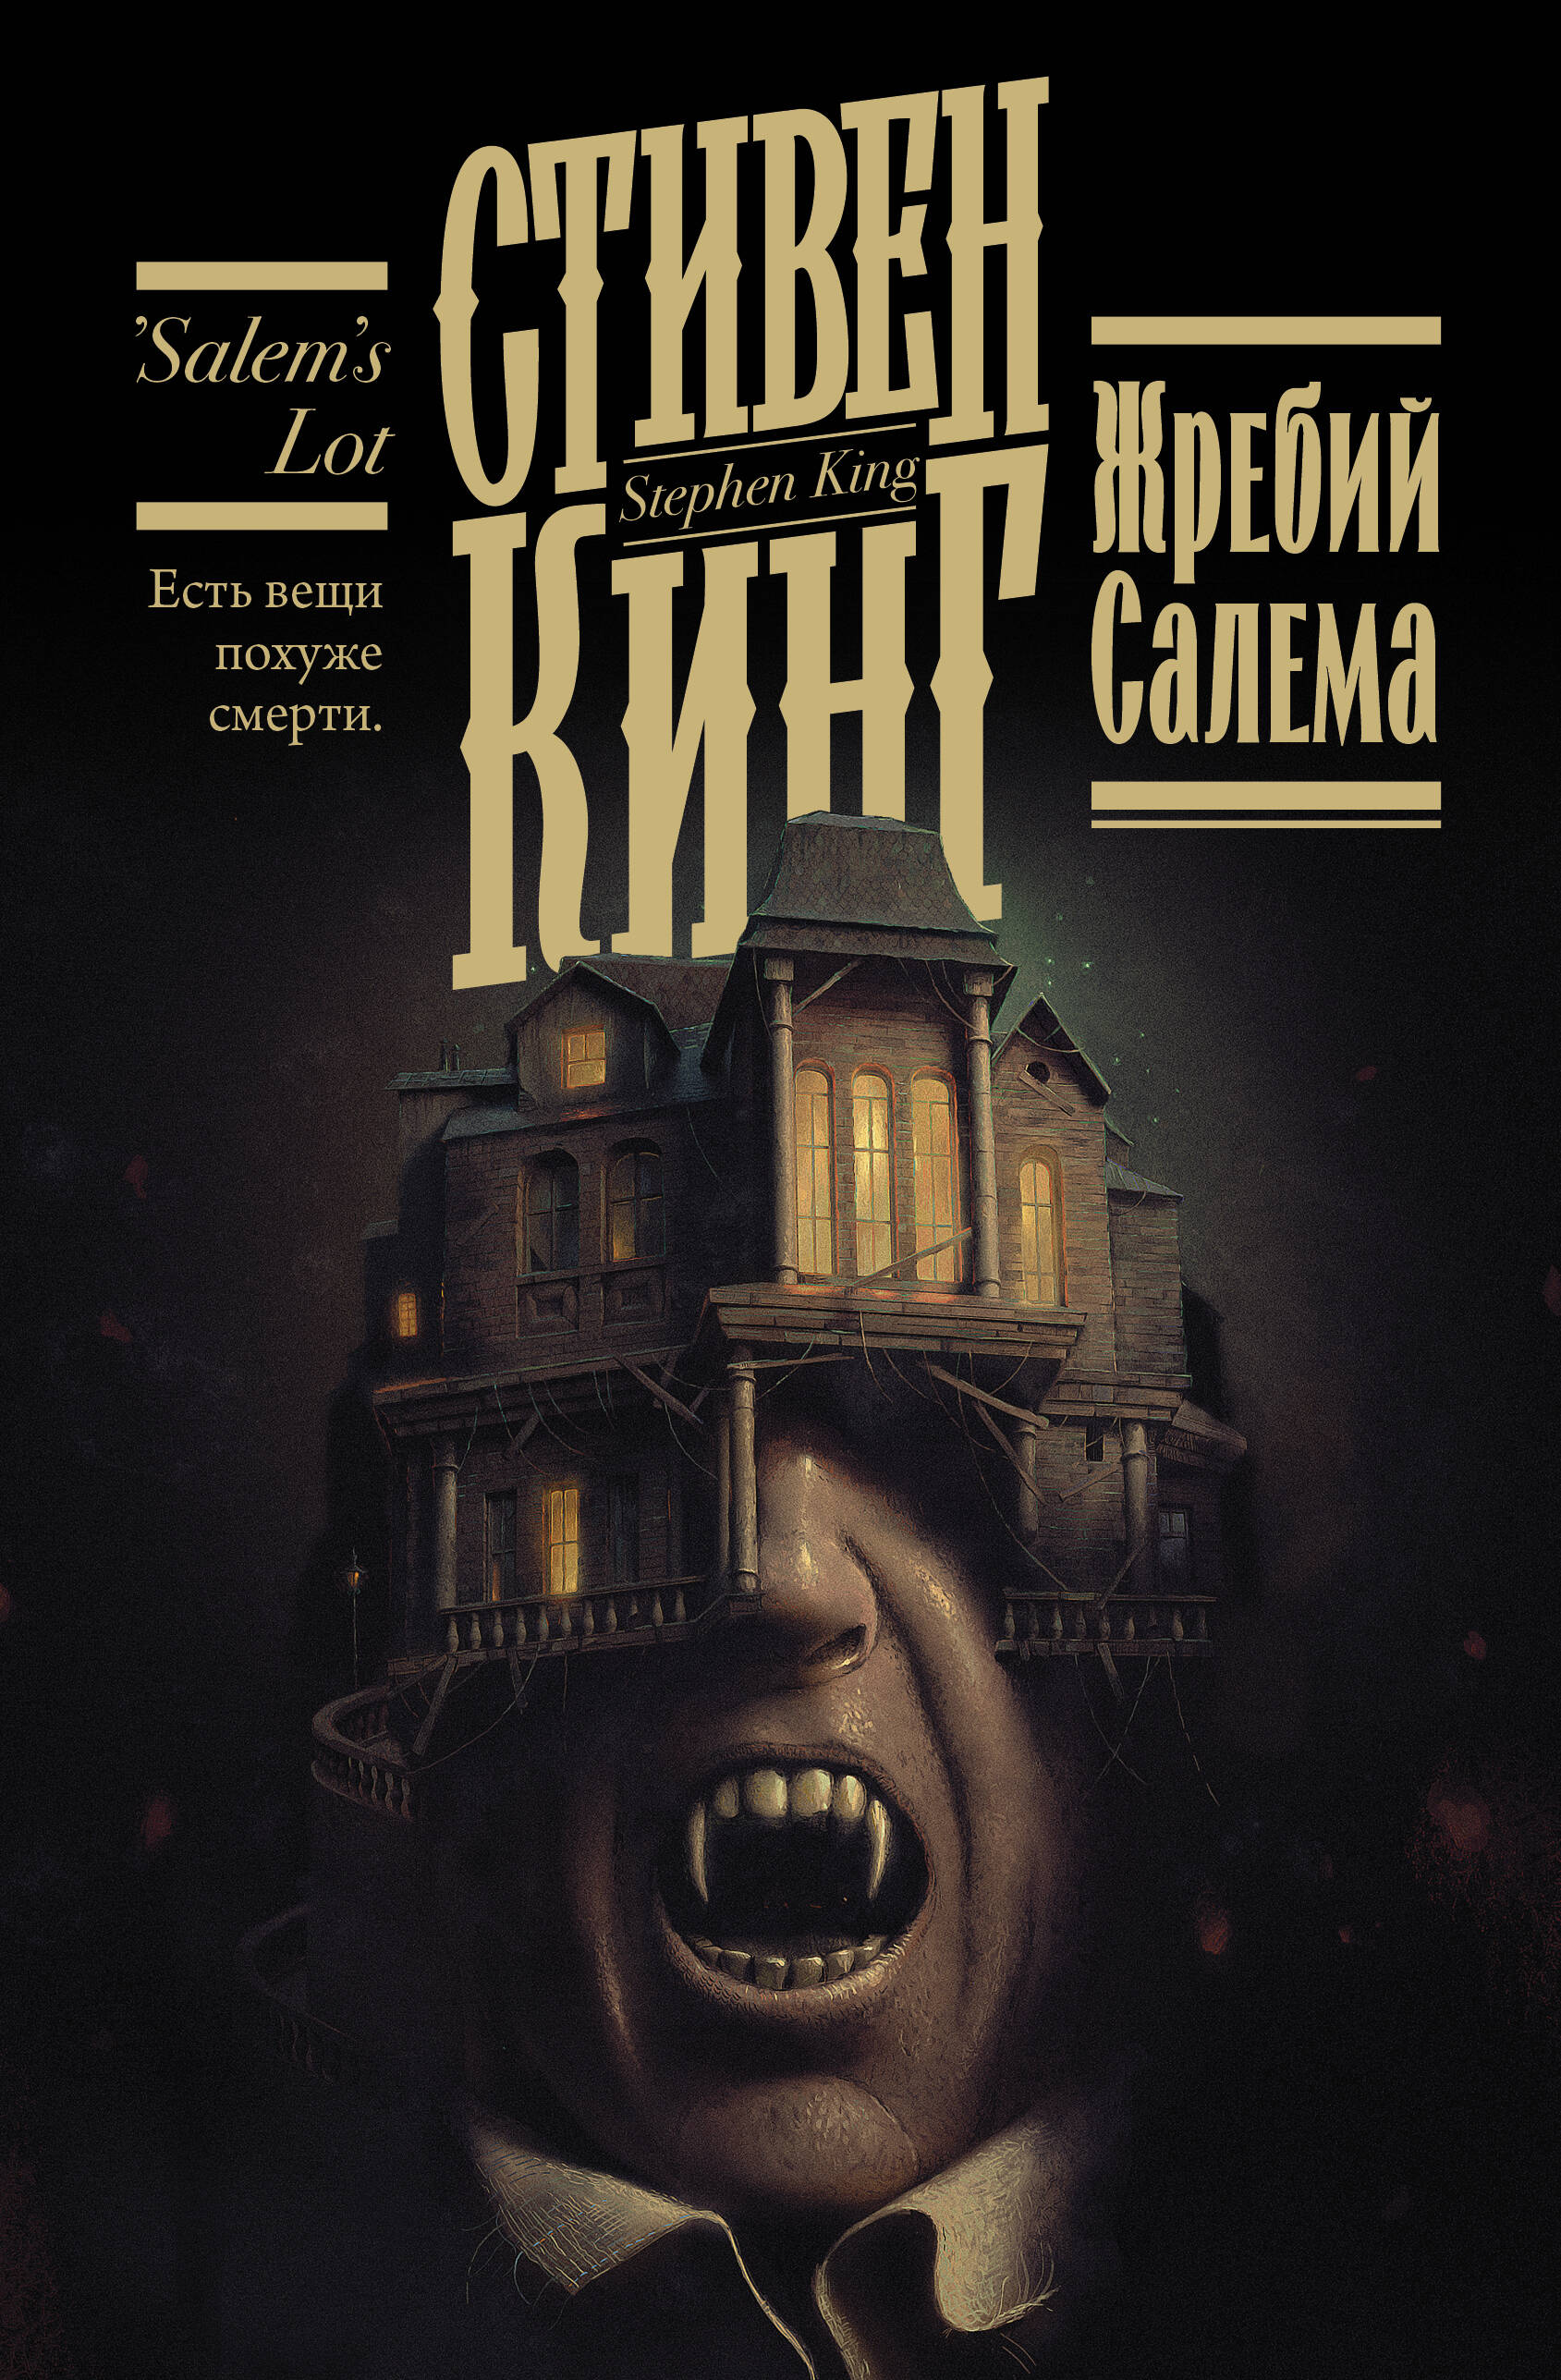 СТИВЕН
Stephen King
КИНГ
’Salem’s
Lot
Есть вещи
похуже
смерти.
Жребий
Салема